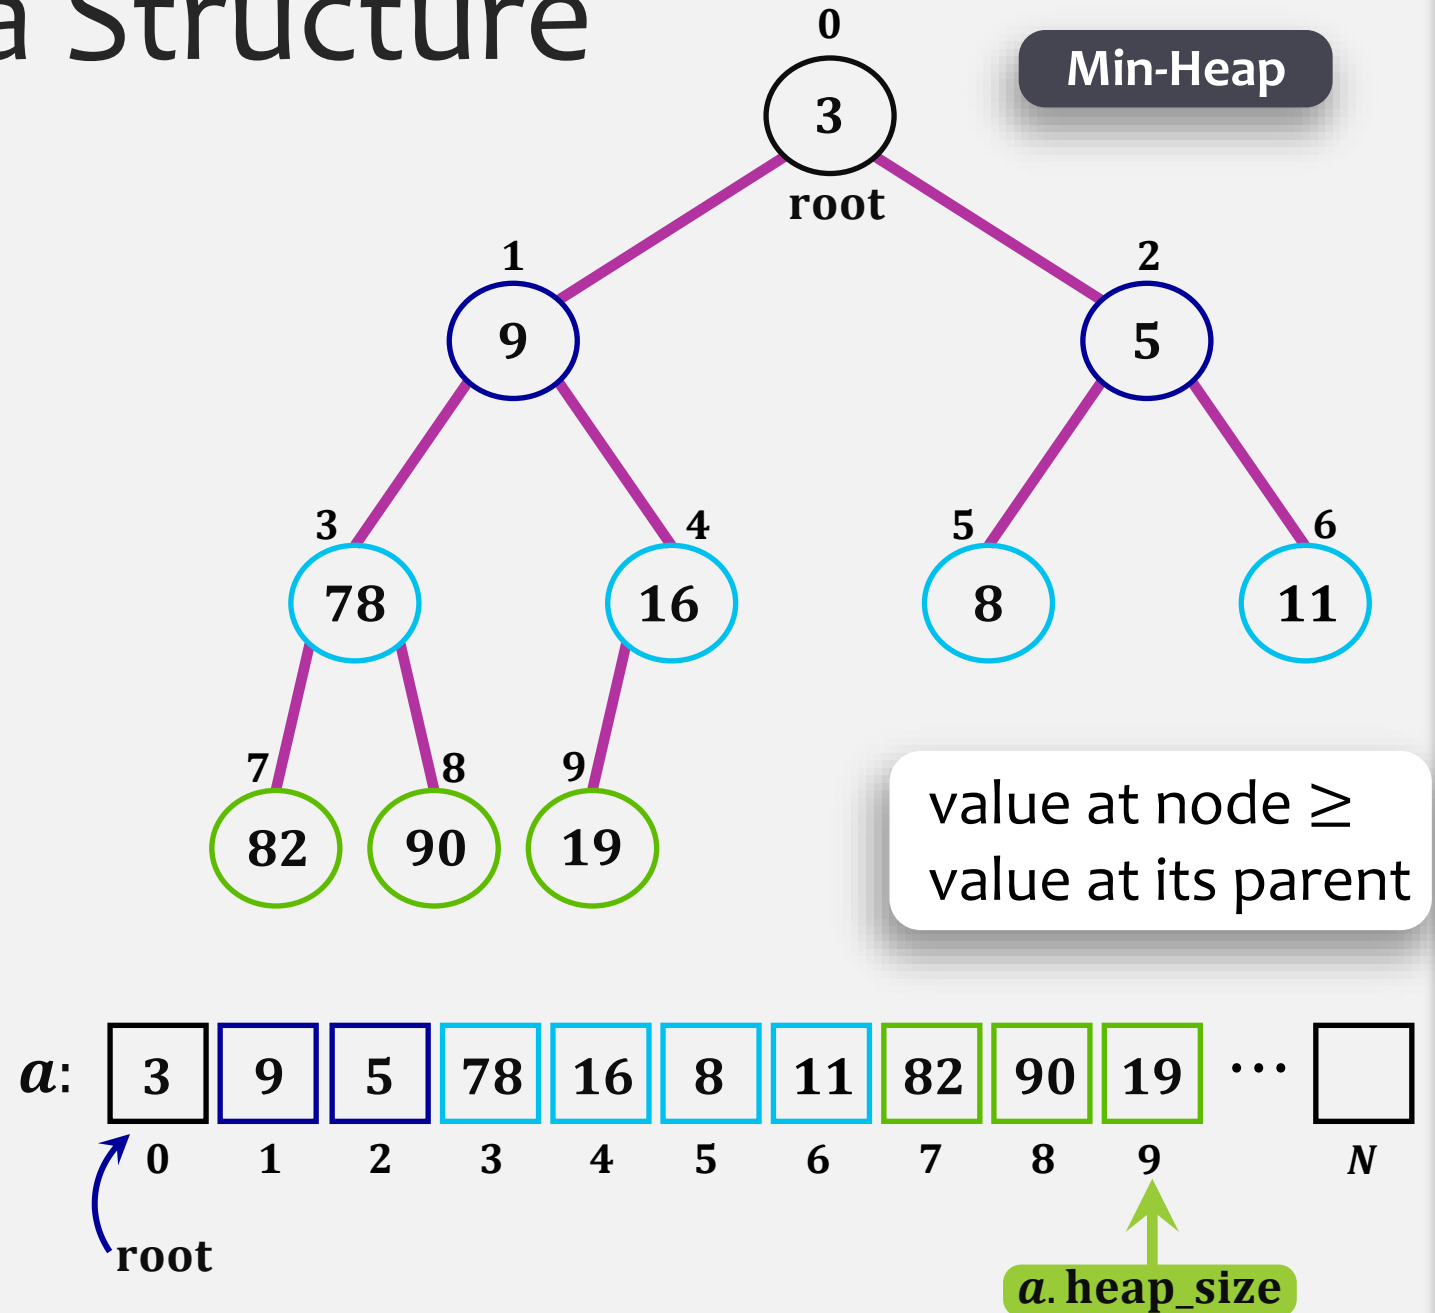 a Structure
0
Min-Heap
3
root
1 2
9 5
3 4 5 6
78 16 8 11
7 8 9
82 90 19
value at node ≥
value at its parent
a: 3 9 5 78 16 8 11 82 90 19 ...
0 1 2 3 4 5 6 7 8 9 N
root
a. heap_size